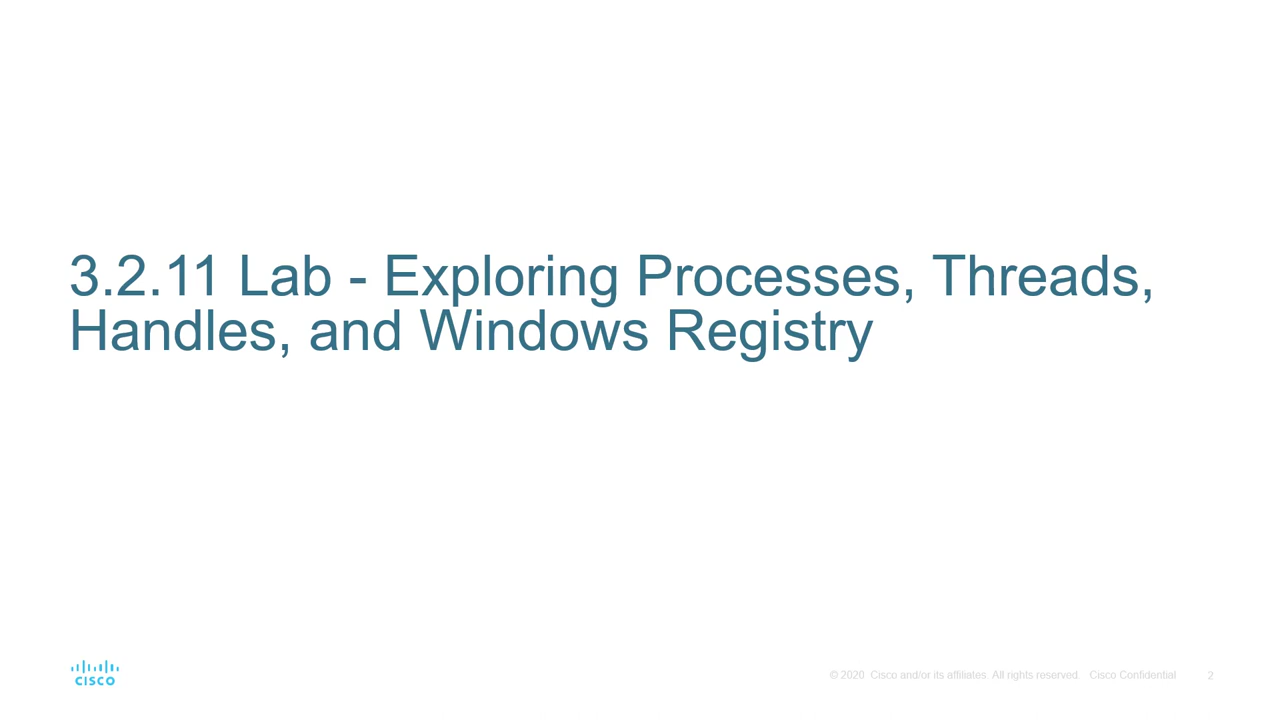 3.2.11 Lab - Exploring Processes, Threads,
Handles, and Windows Registry
CISCO
© 2020 Cisco and/or its affiliates. All rights reserved. Cisco Confidential
2